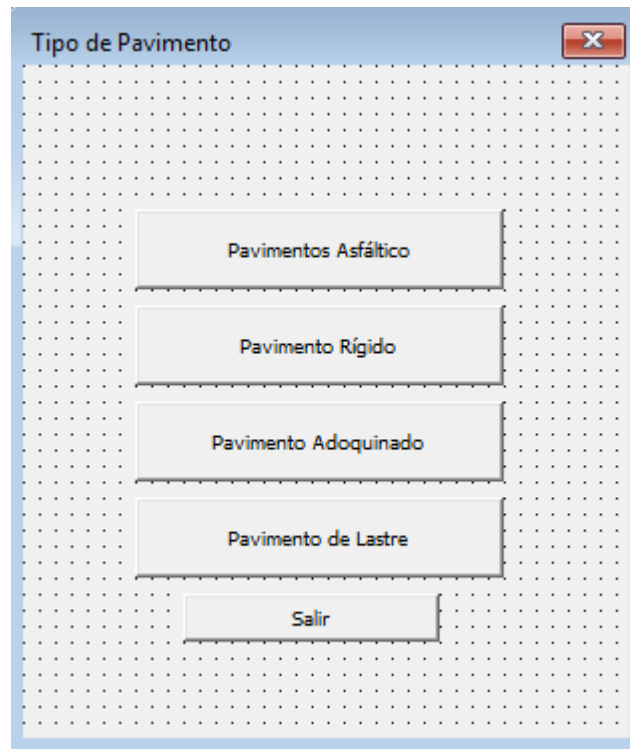 Tipo de Pavimento
Pavimentos Asfáltico
Pavimento Rígido
Pavimento Adoquinado
Pavimento de Lastre
Salir